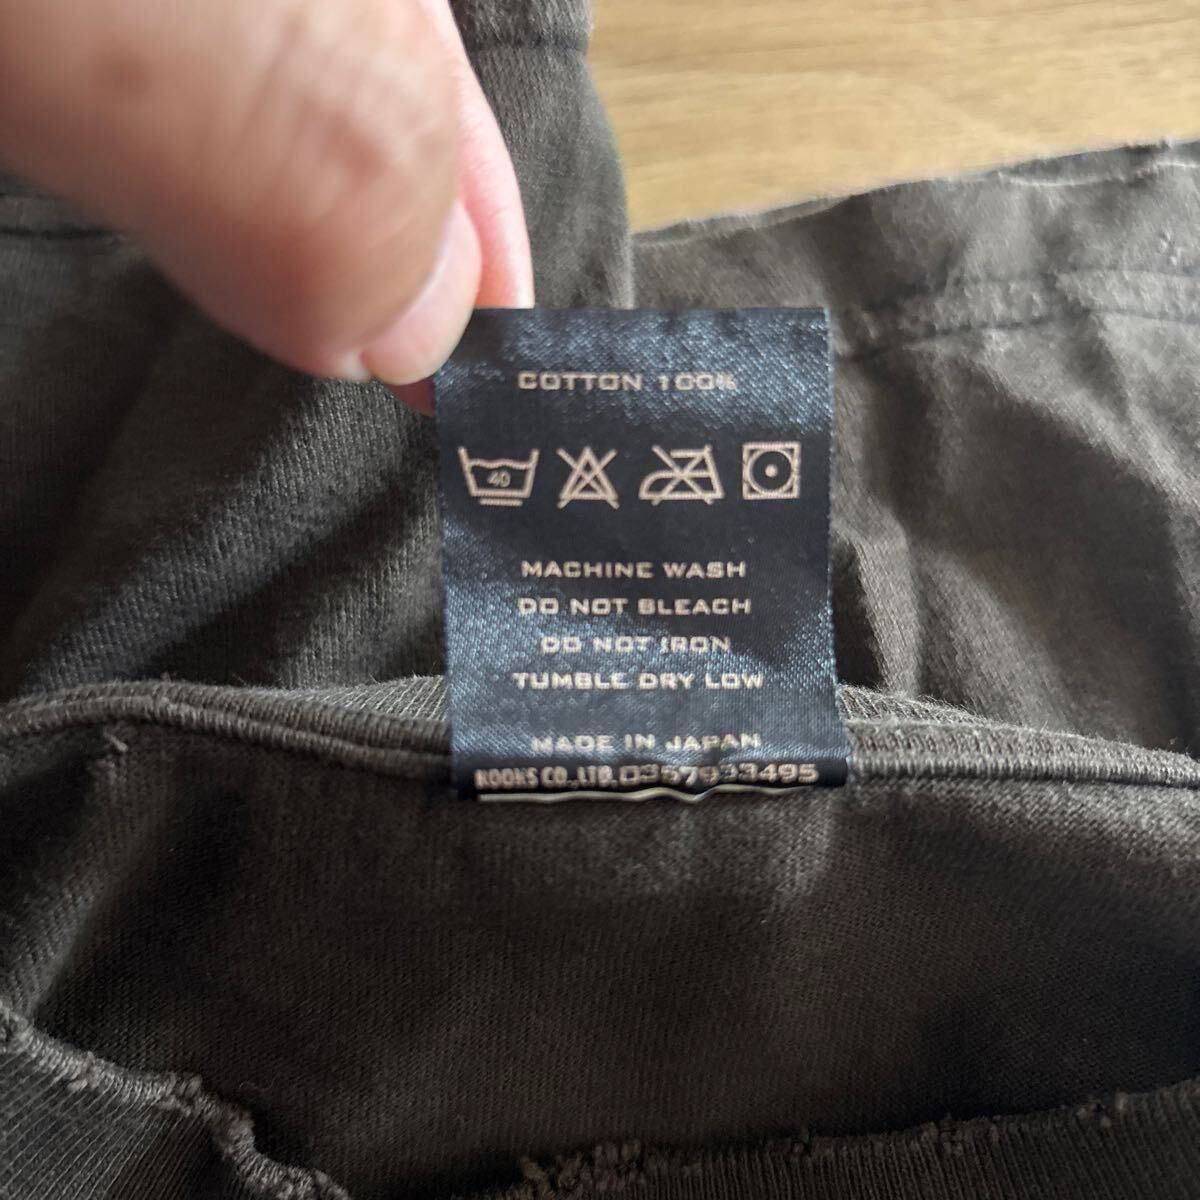 COTTON 100%
40
MACHINE WASH
DO NOT BLEACH
DO NOT IRON
TUMBLE DRY LOW
MADE IN JAPAN
CO.,LTD. 0357933495